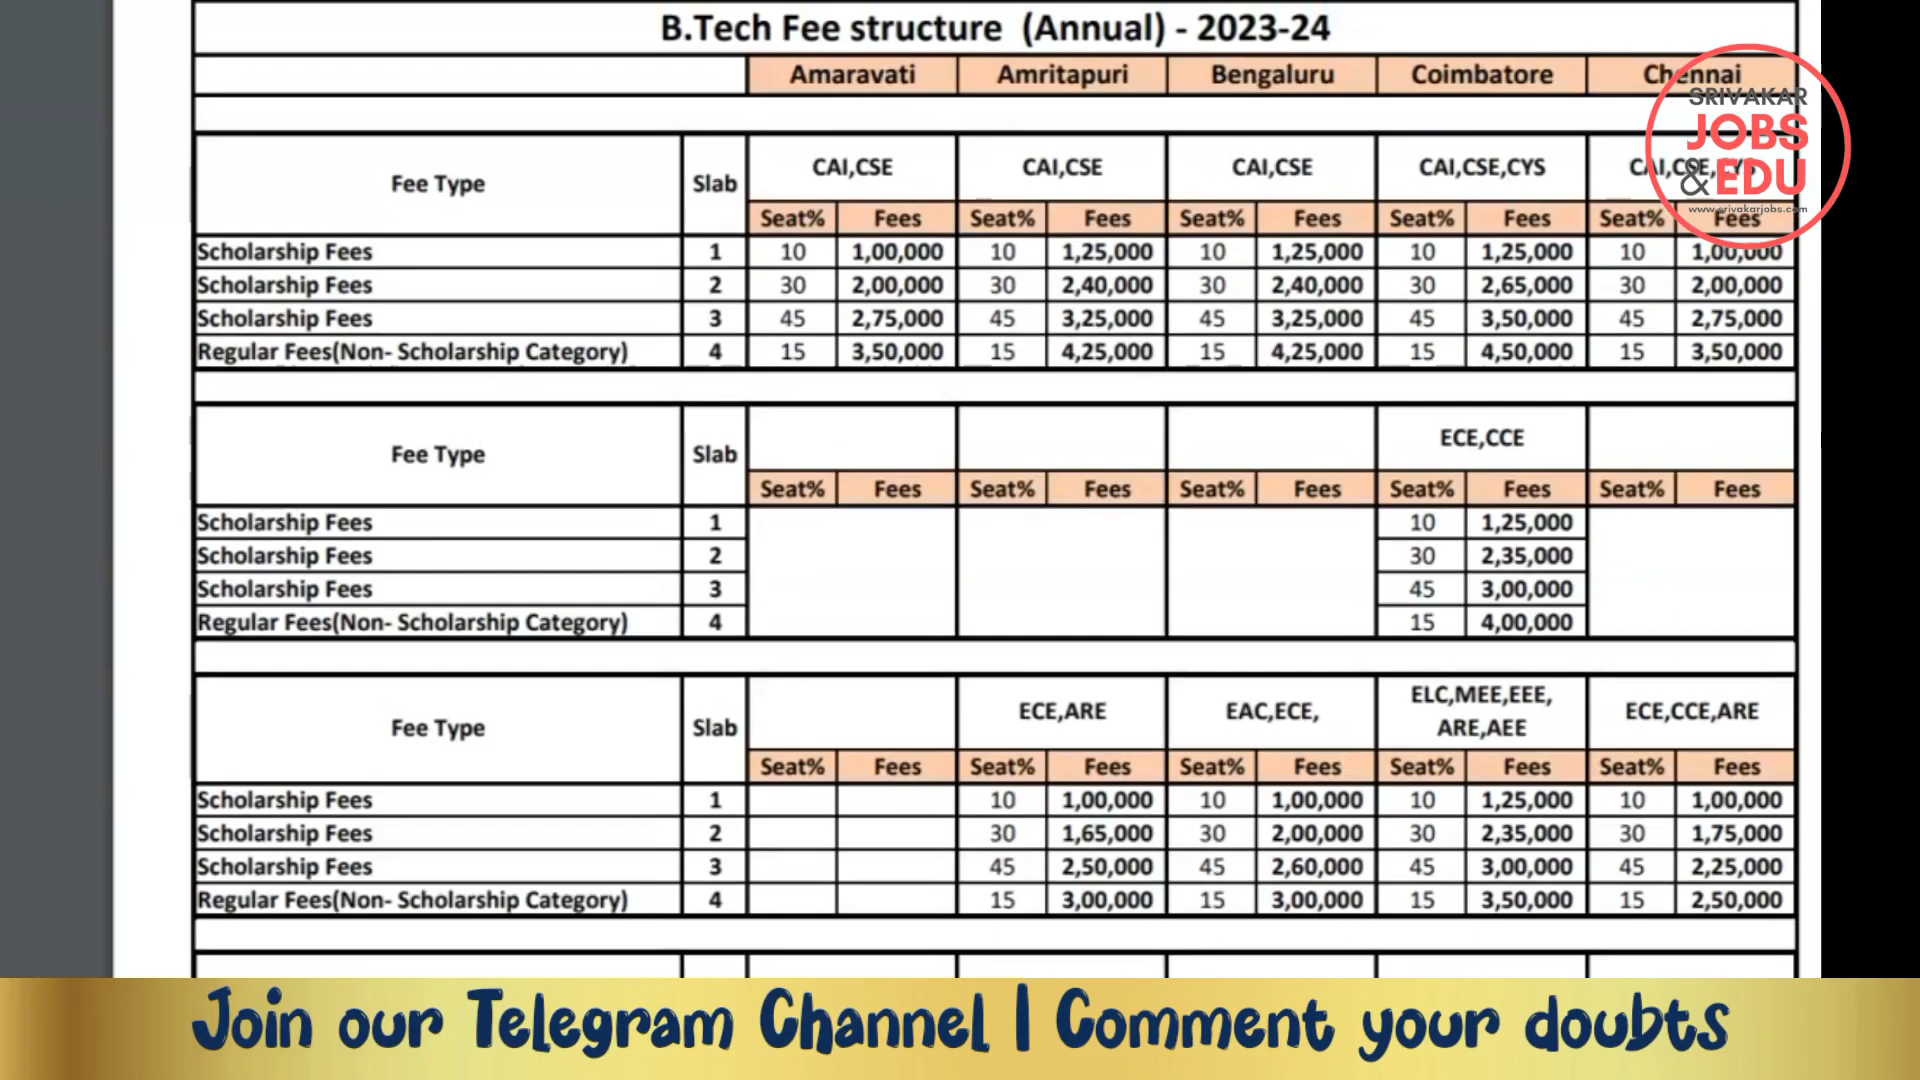 B.Tech Fee structure (Annual) - 2023-24
Amaravati Amritapuri Bengaluru Coimbatore Chennai
SRIVAKAR
JOBS
&EDU
www.srivakarjobs.com
Fee Type Slab CAI,CSE CAI,CSE CAI,CSE CAI,CSE,CYS CAI,CSE,CYS
Seat% Fees Seat% Fees Seat% Fees Seat% Fees Seat% Fees
Scholarship Fees 1 10 1,00,000 10 1,25,000 10 1,25,000 10 1,25,000 10 1,00,000
Scholarship Fees 2 30 2,00,000 30 2,40,000 30 2,40,000 30 2,65,000 30 2,00,000
Scholarship Fees 3 45 2,75,000 45 3,25,000 45 3,25,000 45 3,50,000 45 2,75,000
Regular Fees(Non- Scholarship Category) 4 15 3,50,000 15 4,25,000 15 4,25,000 15 4,50,000 15 3,50,000
Fee Type Slab ECE,CCE
Seat% Fees Seat% Fees Seat% Fees Seat% Fees Seat% Fees
Scholarship Fees 1 10 1,25,000
Scholarship Fees 2 30 2,35,000
Scholarship Fees 3 45 3,00,000
Regular Fees(Non- Scholarship Category) 4 15 4,00,000
Fee Type Slab ECE,ARE EAC,ECE, ELC,MEE,EEE, ECE,CCE,ARE
ARE,AEE
Seat% Fees Seat% Fees Seat% Fees Seat% Fees Seat% Fees
Scholarship Fees 1 10 1,00,000 10 1,00,000 10 1,25,000 10 1,00,000
Scholarship Fees 2 30 1,65,000 30 2,00,000 30 2,35,000 30 1,75,000
Scholarship Fees 3 45 2,50,000 45 2,60,000 45 3,00,000 45 2,25,000
Regular Fees(Non- Scholarship Category) 4 15 3,00,000 15 3,00,000 15 3,50,000 15 2,50,000
Join our Telegram Channel | Comment your doubts